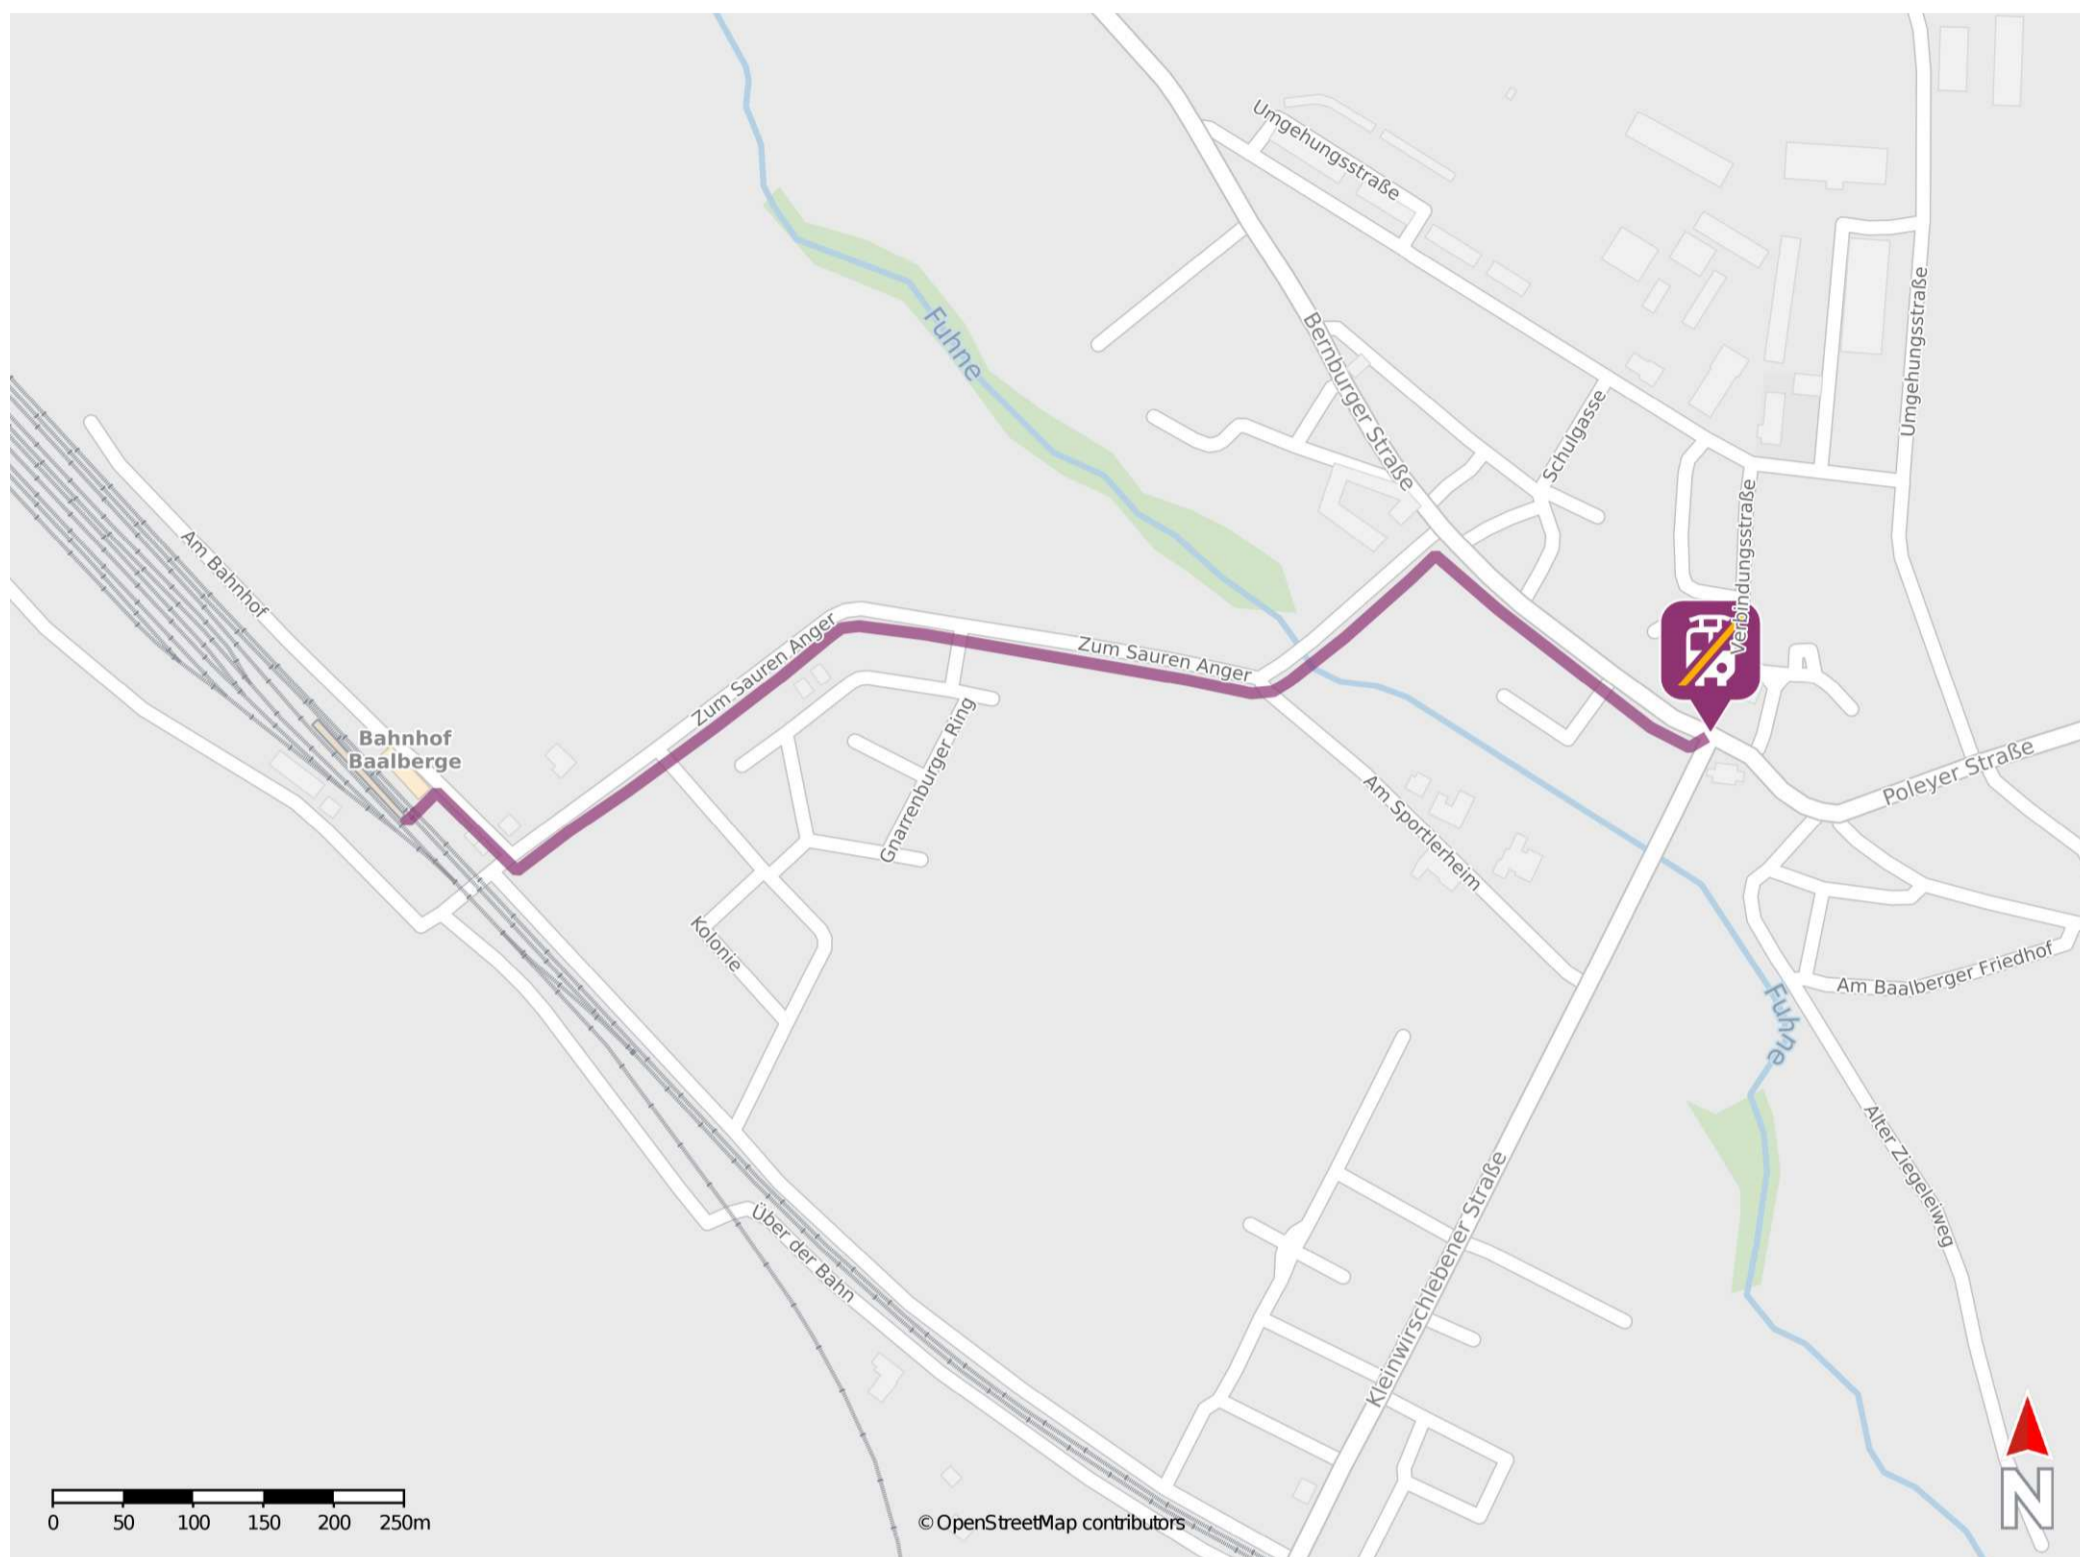 Umgehungsstraße
Fuhne
Bernburger Straße
Umgehungsstraße
Schulgasse
Verbindungsstraße
Am Bahnhof
Zum Sauren Anger
Zum Sauren Anger
Bahnhof
Baalberge
Gnarrenburger Ring
Poleyer Straße
Am Sportlerheim
Kolonie
Am Baalberger Friedhof
Fuhne
Alter Ziegeleiweg
Über der Bahn
Kleinwirschlebener Straße
N
0 50 100 150 200 250m
© OpenStreetMap contributors